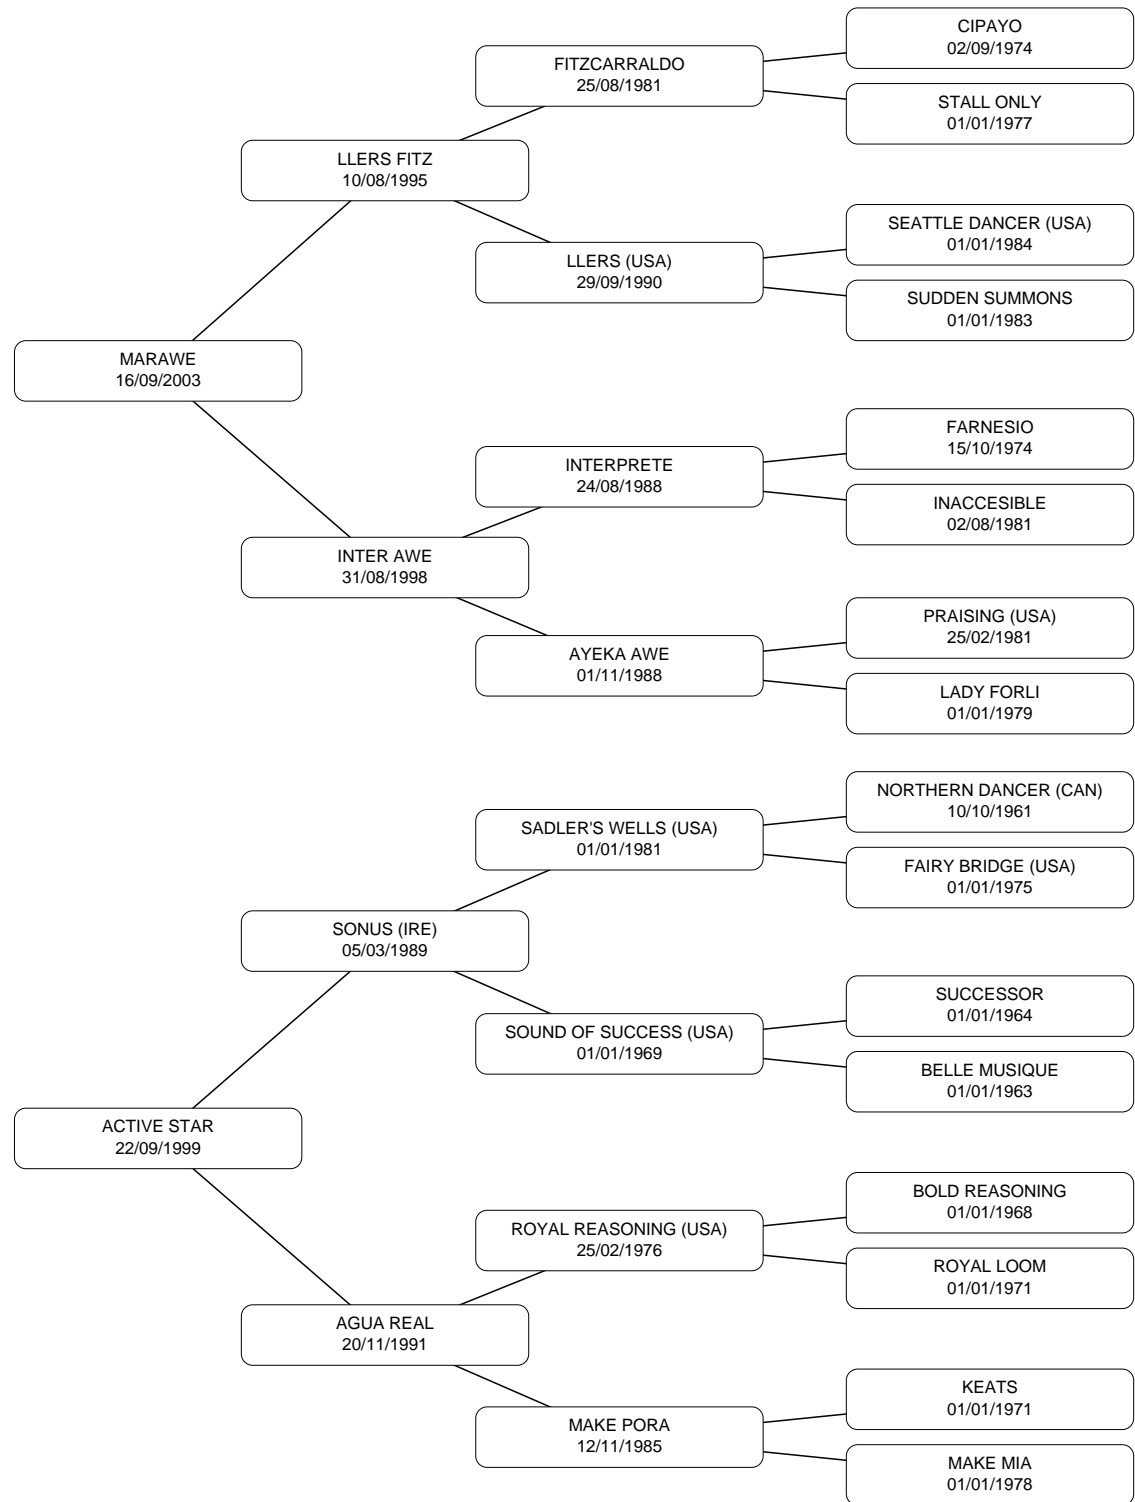 CIPAYO
02/09/1974
FITZCARRALDO
25/08/1981
STALL ONLY
01/01/1977
LLERS FITZ
10/08/1995
SEATTLE DANCER (USA)
01/01/1984
LLERS (USA)
29/09/1990
SUDDEN SUMMONS
01/01/1983
MARAWE
16/09/2003
FARNESIO
15/10/1974
INTERPRETE
24/08/1988
INACCESIBLE
02/08/1981
INTER AWE
31/08/1998
PRAISING (USA)
25/02/1981
AYEKA AWE
01/11/1988
LADY FORLI
01/01/1979
NORTHERN DANCER (CAN)
10/10/1961
SADLER'S WELLS (USA)
01/01/1981
FAIRY BRIDGE (USA)
01/01/1975
SONUS (IRE)
05/03/1989
SUCCESSOR
01/01/1964
SOUND OF SUCCESS (USA)
01/01/1969
BELLE MUSIQUE
01/01/1963
ACTIVE STAR
22/09/1999
BOLD REASONING
01/01/1968
ROYAL REASONING (USA)
25/02/1976
ROYAL LOOM
01/01/1971
AGUA REAL
20/11/1991
KEATS
01/01/1971
MAKE PORA
12/11/1985
MAKE MIA
01/01/1978